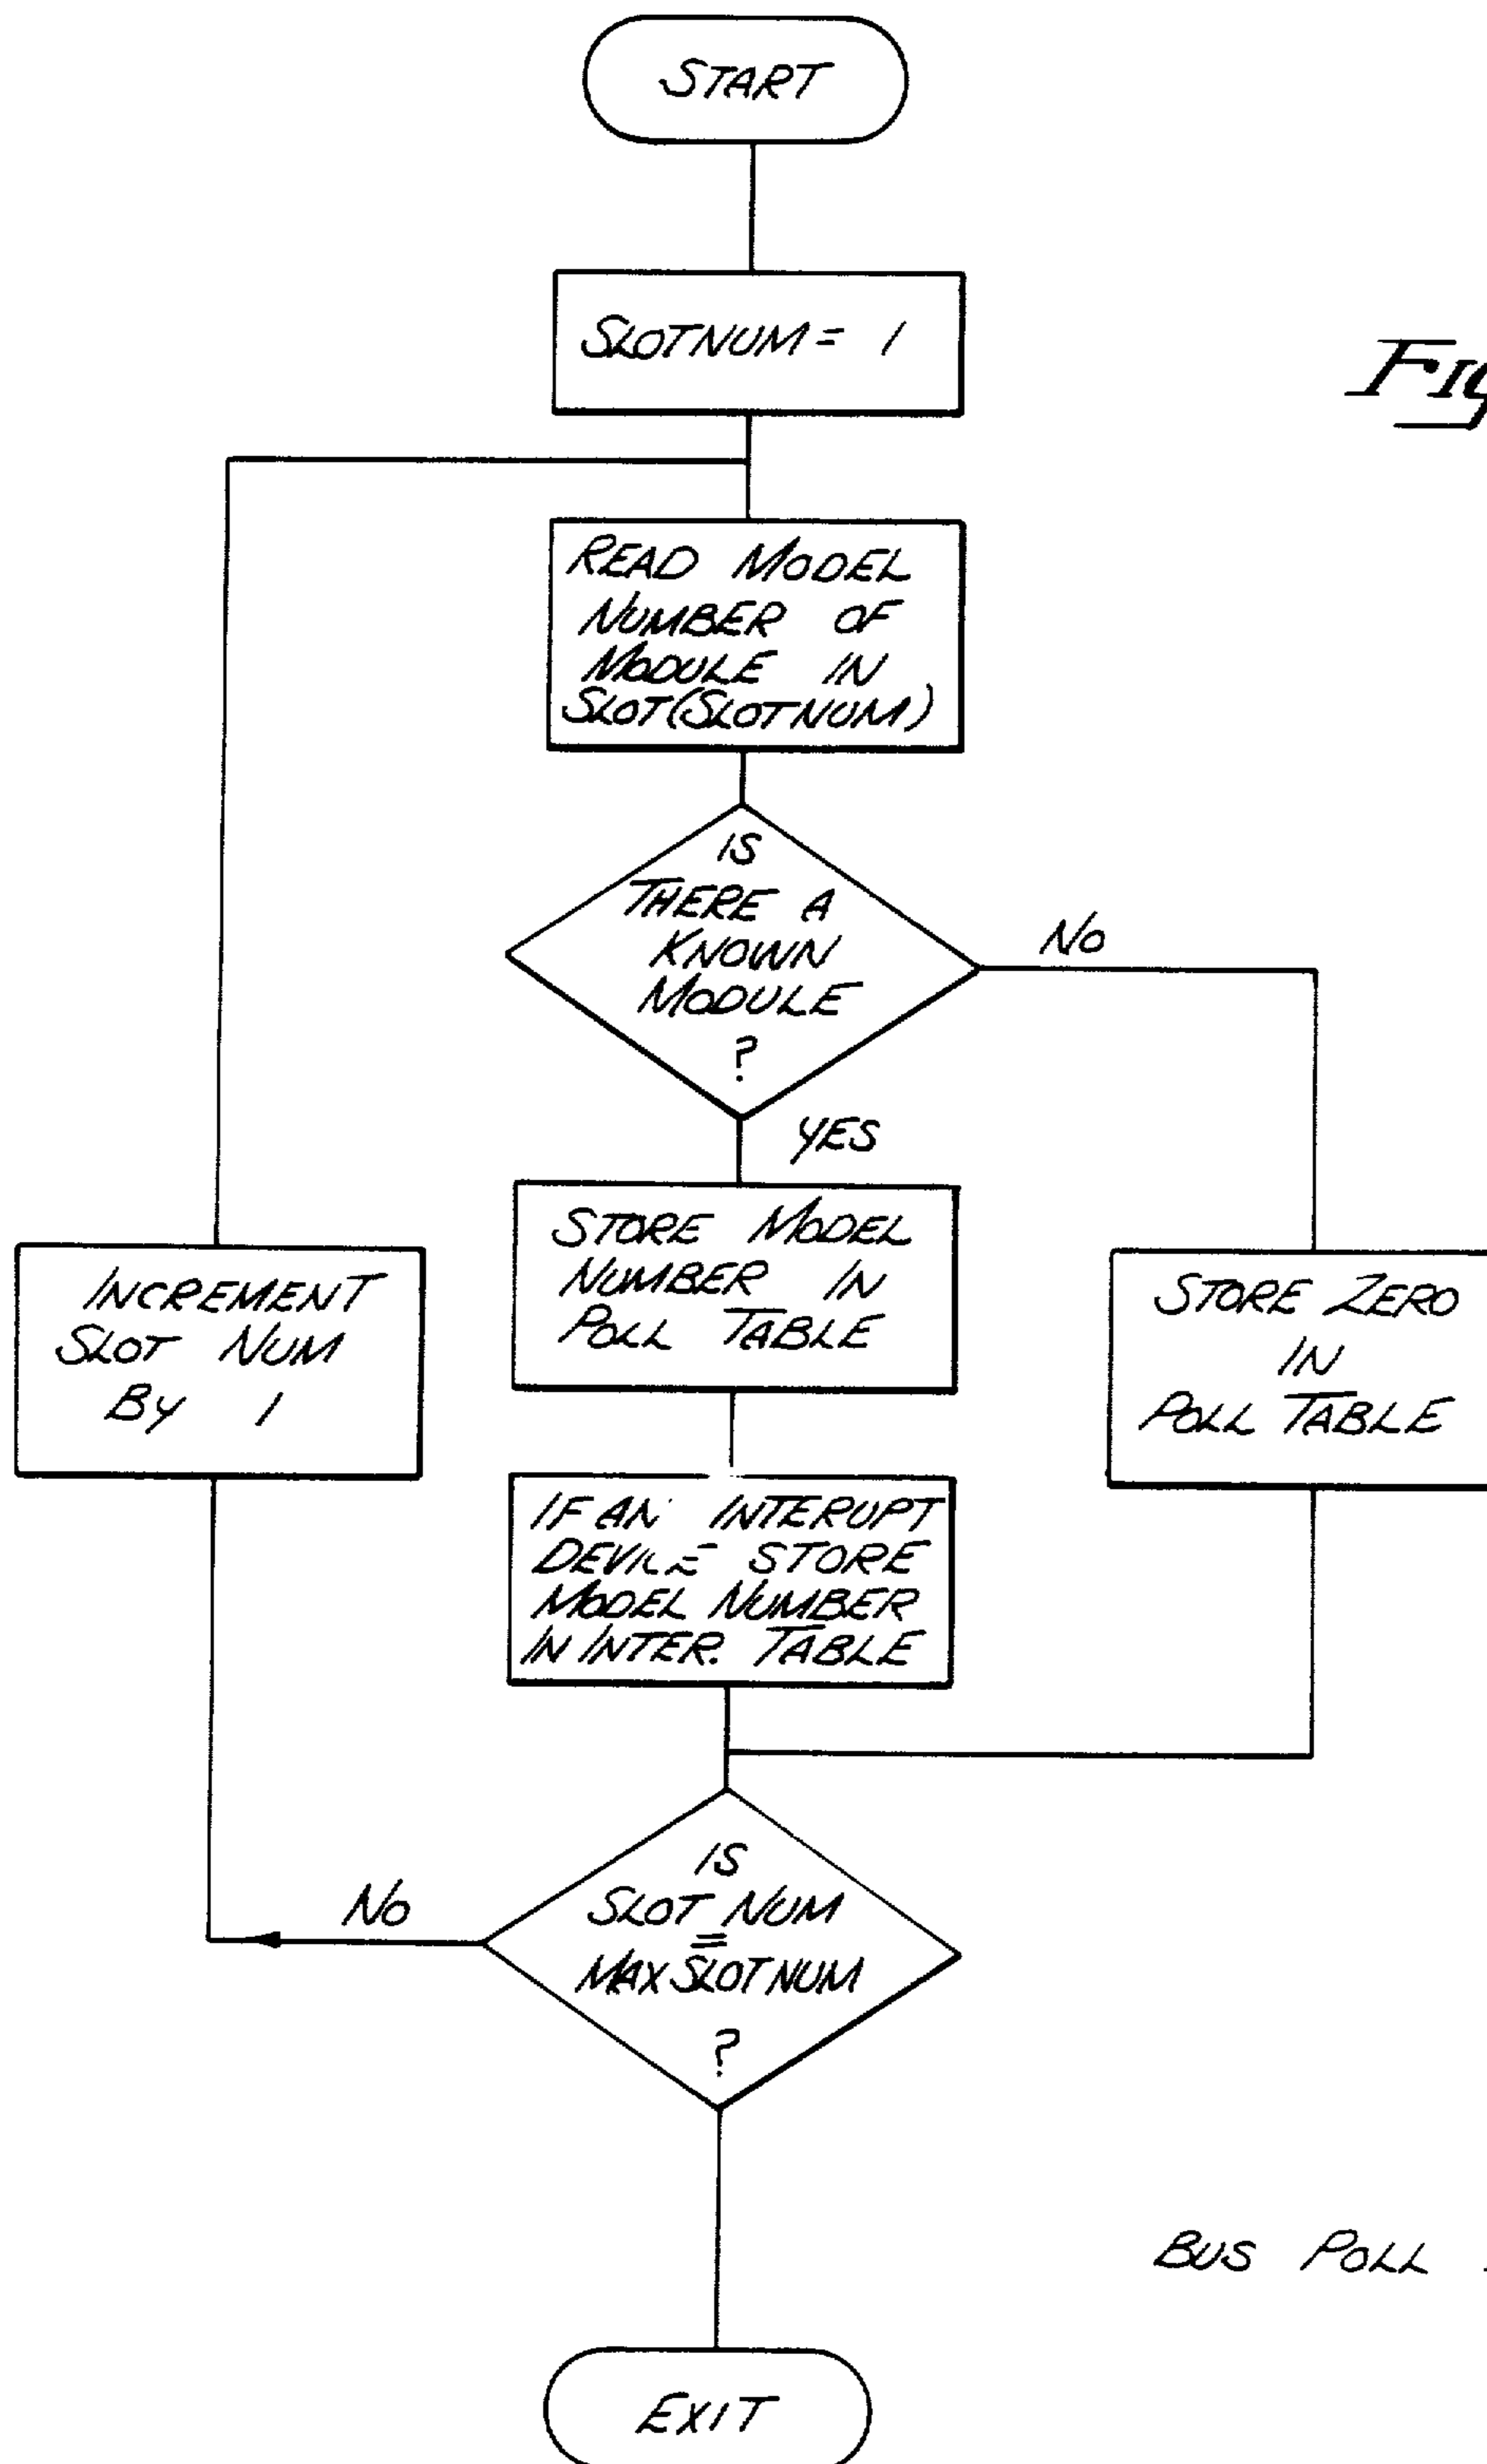 START
SLOTNUM = 1
READ MODEL
NUMBER OF
MODULE IN
SLOT(SLOTNUM)
IS
THERE A
KNOWN
MODULE
?
NO
YES
STORE MODEL
NUMBER IN
POLL TABLE
STORE ZERO
IN
POLL TABLE
INCREMENT
SLOT NUM
BY 1
IF AN INTERUPT
DEVICE STORE
MODEL NUMBER
IN INTER. TABLE
IS
SLOT NUM
=
MAX SLOTNUM
?
NO
BUS POLL
EXIT